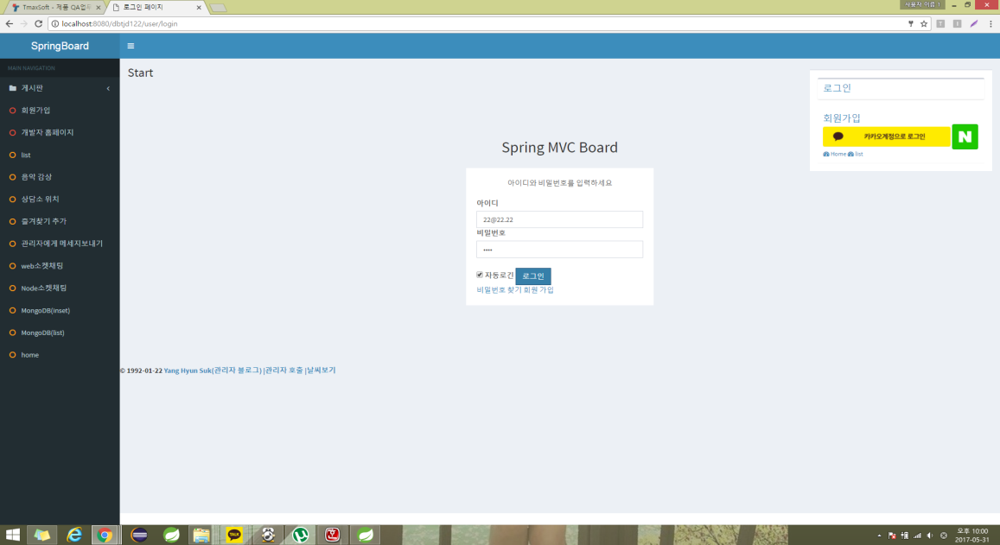 TmaxSoft - 제품 QA업무
로그인 페이지
사용자 이름 1
localhost:8080/dbtjd122/user/login
SpringBoard
MAIN NAVIGATION
게시판
회원가입
개발자 홈페이지
list
음악 감상
상담소 위치
즐겨찾기 추가
관리자에게 메세지보내기
web소켓채팅
Node소켓채팅
MongoDB(inset)
MongoDB(list)
home
Start
Spring MVC Board
아이디와 비밀번호를 입력하세요
아이디
22@22.22
비밀번호
••••
자동로긴 로그인
비밀번호 찾기 회원 가입
로그인
회원가입
카카오계정으로 로그인 N
Home list
© 1992-01-22 Yang Hyun Suk(관리자 블로그) |관리자 호출 |날씨보기
TALK
오후 10:00
2017-05-31